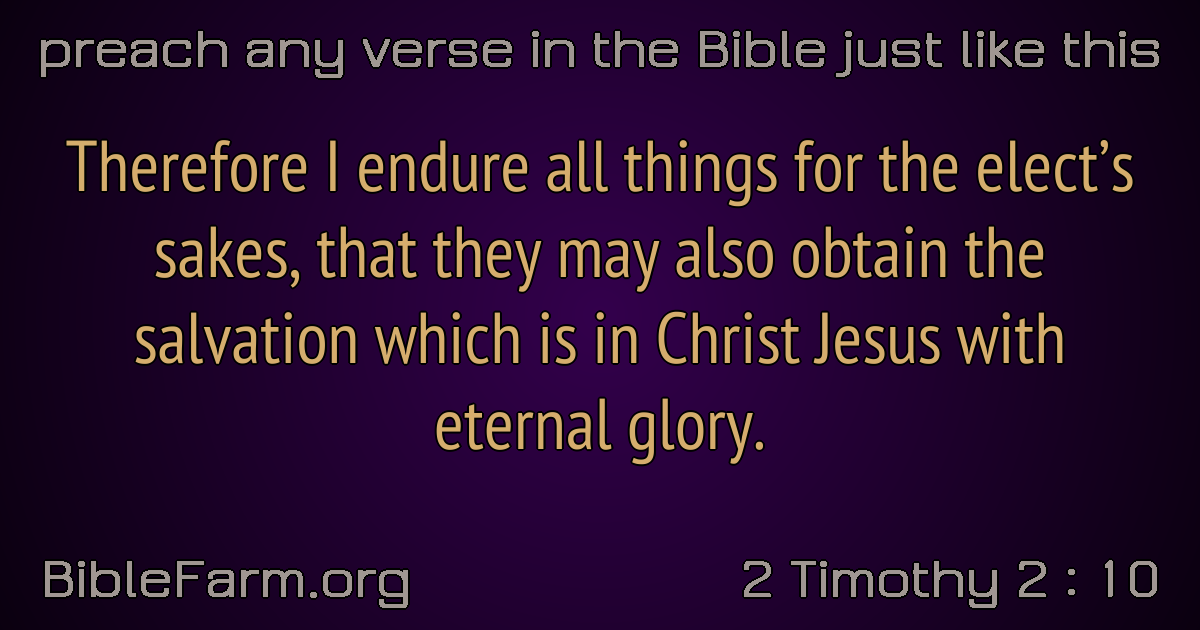 preach any verse in the Bible just like this
Therefore I endure all things for the elect’s
sakes, that they may also obtain the
salvation which is in Christ Jesus with
eternal glory.
BibleFarm.org
2 Timothy 2 : 10